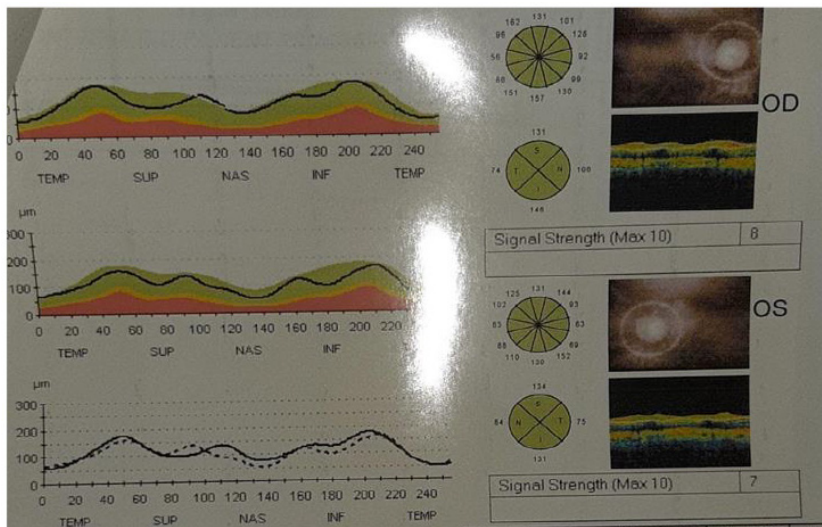 0 20 40 60 80 100 120 140 160 180 200 220 240
TEMP SUP NAS INF TEMP
131
162 101
96 126
56 92
68 99
151 130
157
131
S
74 T N 108
I
146
OD
Signal Strength (Max 10) 8
µm
300
200
100
0
0 20 40 60 80 100 120 140 160 180 200 220
TEMP SUP NAS INF
131
125 144
102 93
83 63
88 69
110 152
130
134
S
84 N T 75
I
131
OS
Signal Strength (Max 10) 7
µm
300
200
100
0
0 20 40 60 80 100 120 140 160 180 200 220 240
TEMP SUP NAS INF TEMP